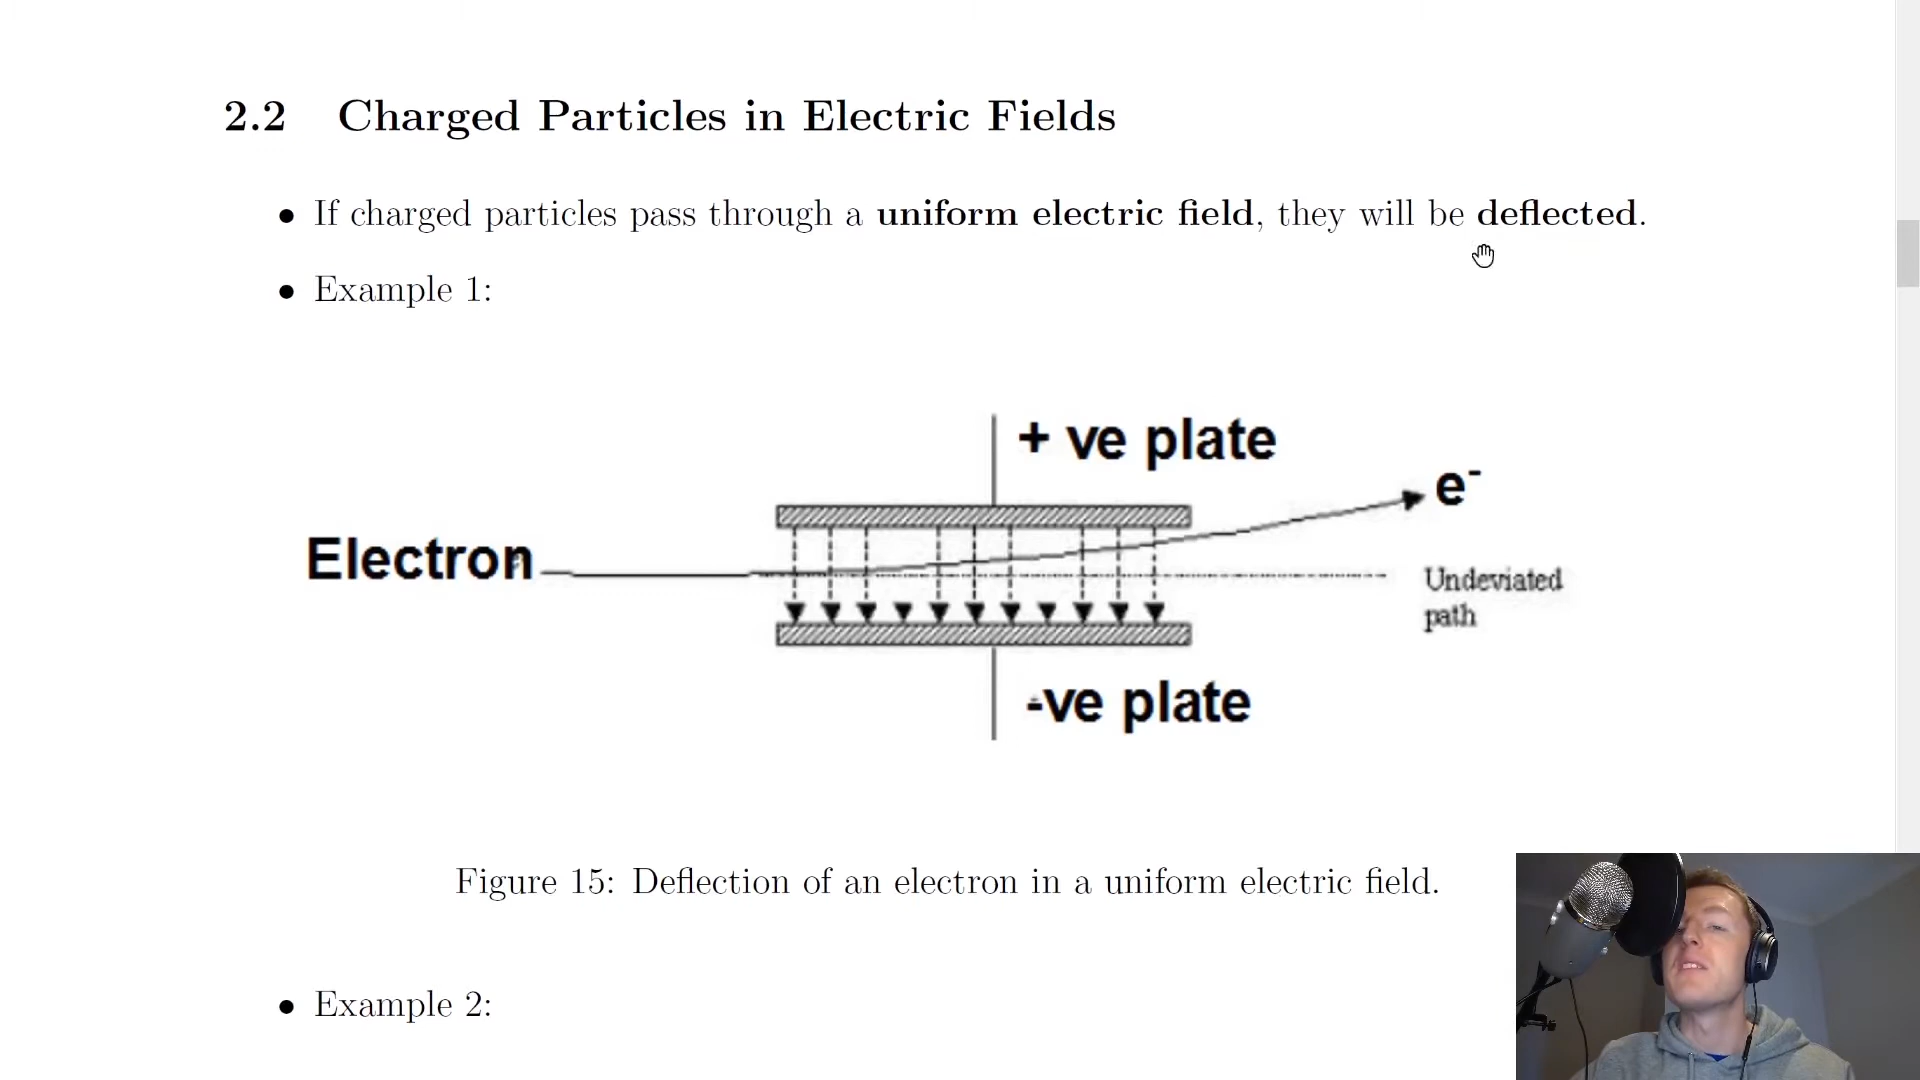 2.2 Charged Particles in Electric Fields
• If charged particles pass through a uniform electric field, they will be deflected.
• Example 1:
+ ve plate
e-
Electron
Undeviated
path
-ve plate
Figure 15: Deflection of an electron in a uniform electric field.
• Example 2: